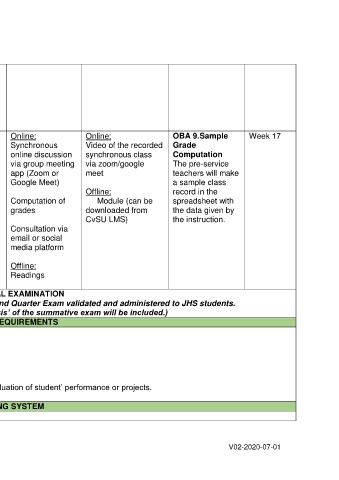 Online:
Synchronous
online discussion
via group meeting
app (Zoom or
Google Meet)
Computation of
grades
Consultation via
email or social
media platform
Offline:
Readings
Online:
Video of the recorded
synchronous class
via zoom/google
meet
Offline:
Module (can be
downloaded from
CvSU LMS)
OBA 9.Sample
Grade
Computation
The pre-service
teachers will make
a sample class
record in the
spreadsheet with
the data given by
the instruction.
Week 17
EXAMINATION
nd Quarter Exam validated and administered to JHS students.
of the summative exam will be included.)
EQUIREMENTS
luation of student' performance or projects.
NG SYSTEM
V02-2020-07-01